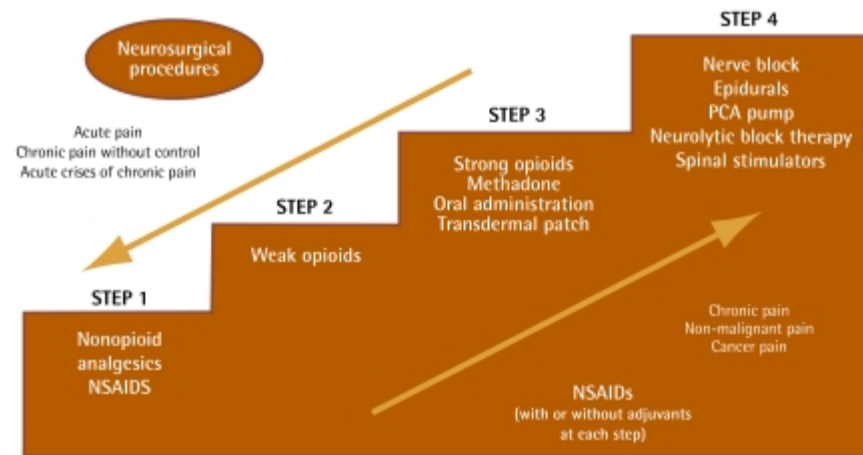 Neurosurgical
procedures
Acute pain
Chronic pain without control
Acute crises of chronic pain
STEP 1
Nonopioid
analgesics
NSAIDS
STEP 2
Weak opioids
STEP 3
Strong opioids
Methadone
Oral administration
Transdermal patch
STEP 4
Nerve block
Epidurals
PCA pump
Neurolytic block therapy
Spinal stimulators
Chronic pain
Non-malignant pain
Cancer pain
NSAIDs
(with or without adjuvants
at each step)